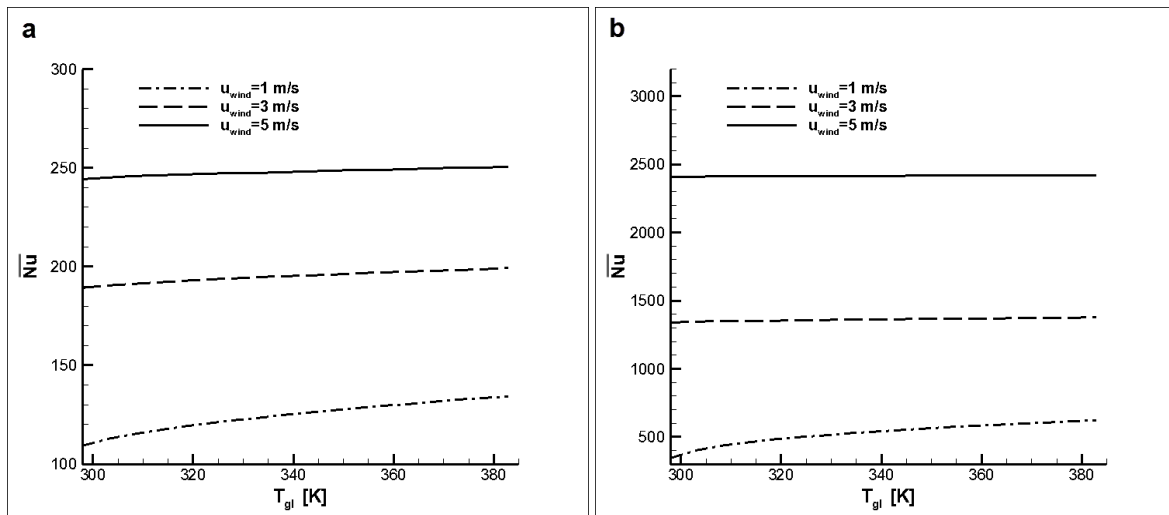 a
300
250
200
150
100
Nu
u_wind=1 m/s
u_wind=3 m/s
u_wind=5 m/s
300
320
340
360
380
T_gl [K]
b
3000
2500
2000
1500
1000
500
Nu
u_wind=1 m/s
u_wind=3 m/s
u_wind=5 m/s
300
320
340
360
380
T_gl [K]